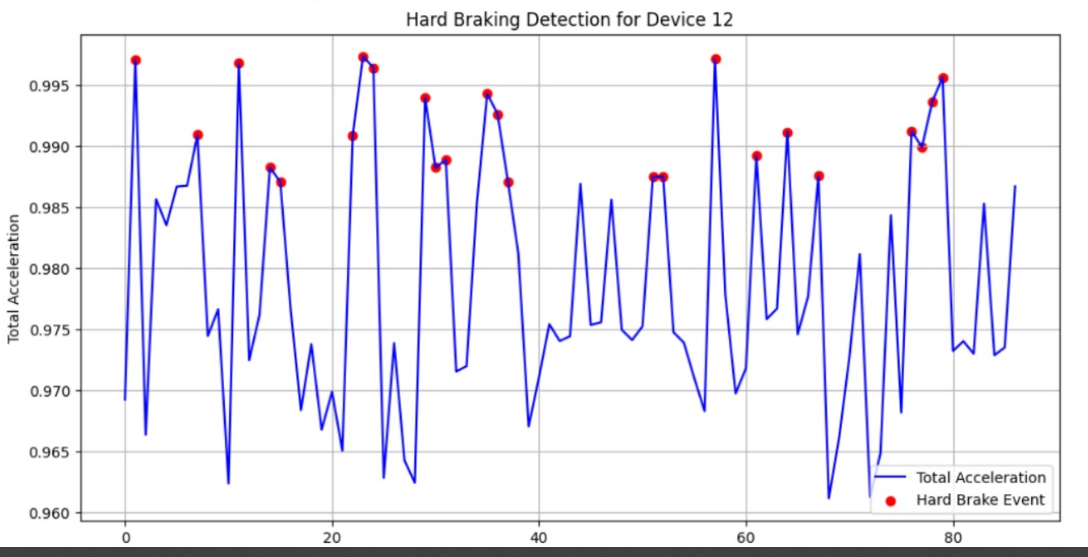 Hard Braking Detection for Device 12
Total Acceleration
0.995
0.990
0.985
0.980
0.975
0.970
0.965
0.960
0 20 40 60 80
Total Acceleration
Hard Brake Event